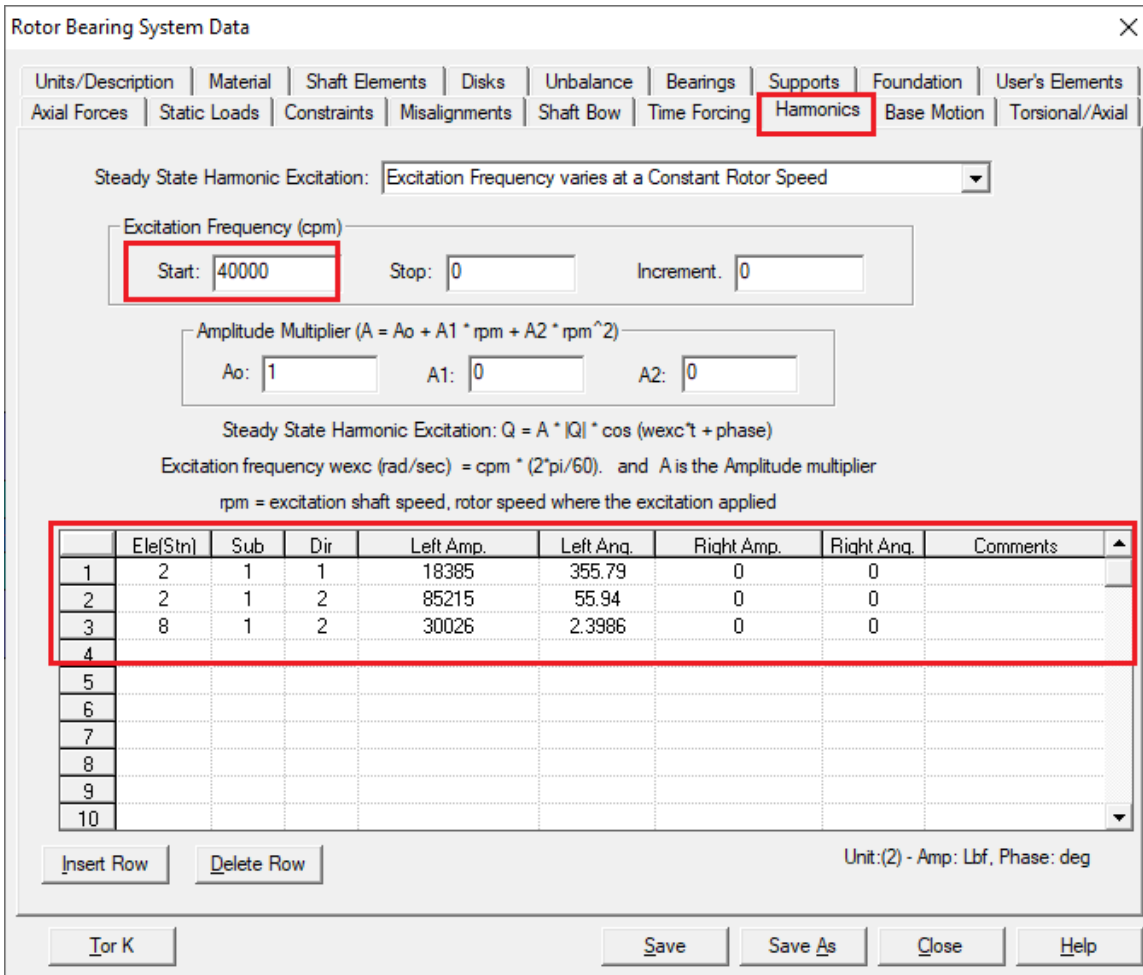 Rotor Bearing System Data
Units/Description Material Shaft Elements Disks Unbalance Bearings Supports Foundation User's Elements
Axial Forces Static Loads Constraints Misalignments Shaft Bow Time Forcing Harmonics Base Motion Torsional/Axial
Steady State Harmonic Excitation: Excitation Frequency varies at a Constant Rotor Speed
Excitation Frequency (cpm)
Start: 40000 Stop: 0 Increment. 0
Amplitude Multiplier (A = Ao + A1 * rpm + A2 * rpm^2)
Ao: 1 A1: 0 A2: 0
Steady State Harmonic Excitation: Q = A * |Q| * cos (wexc*t + phase)
Excitation frequency wexc (rad/sec) = cpm * (2*pi/60). and A is the Amplitude multiplier
rpm = excitation shaft speed, rotor speed where the excitation applied
Ele(Stn) Sub Dir Left Amp. Left Ang. Right Amp. Right Ang. Comments
1 2 1 1 18385 355.79 0 0
2 2 1 2 85215 55.94 0 0
3 8 1 2 30026 2.3986 0 0
4
5
6
7
8
9
10
Insert Row Delete Row Unit:(2) - Amp: Lbf, Phase: deg
Tor K Save Save As Close Help